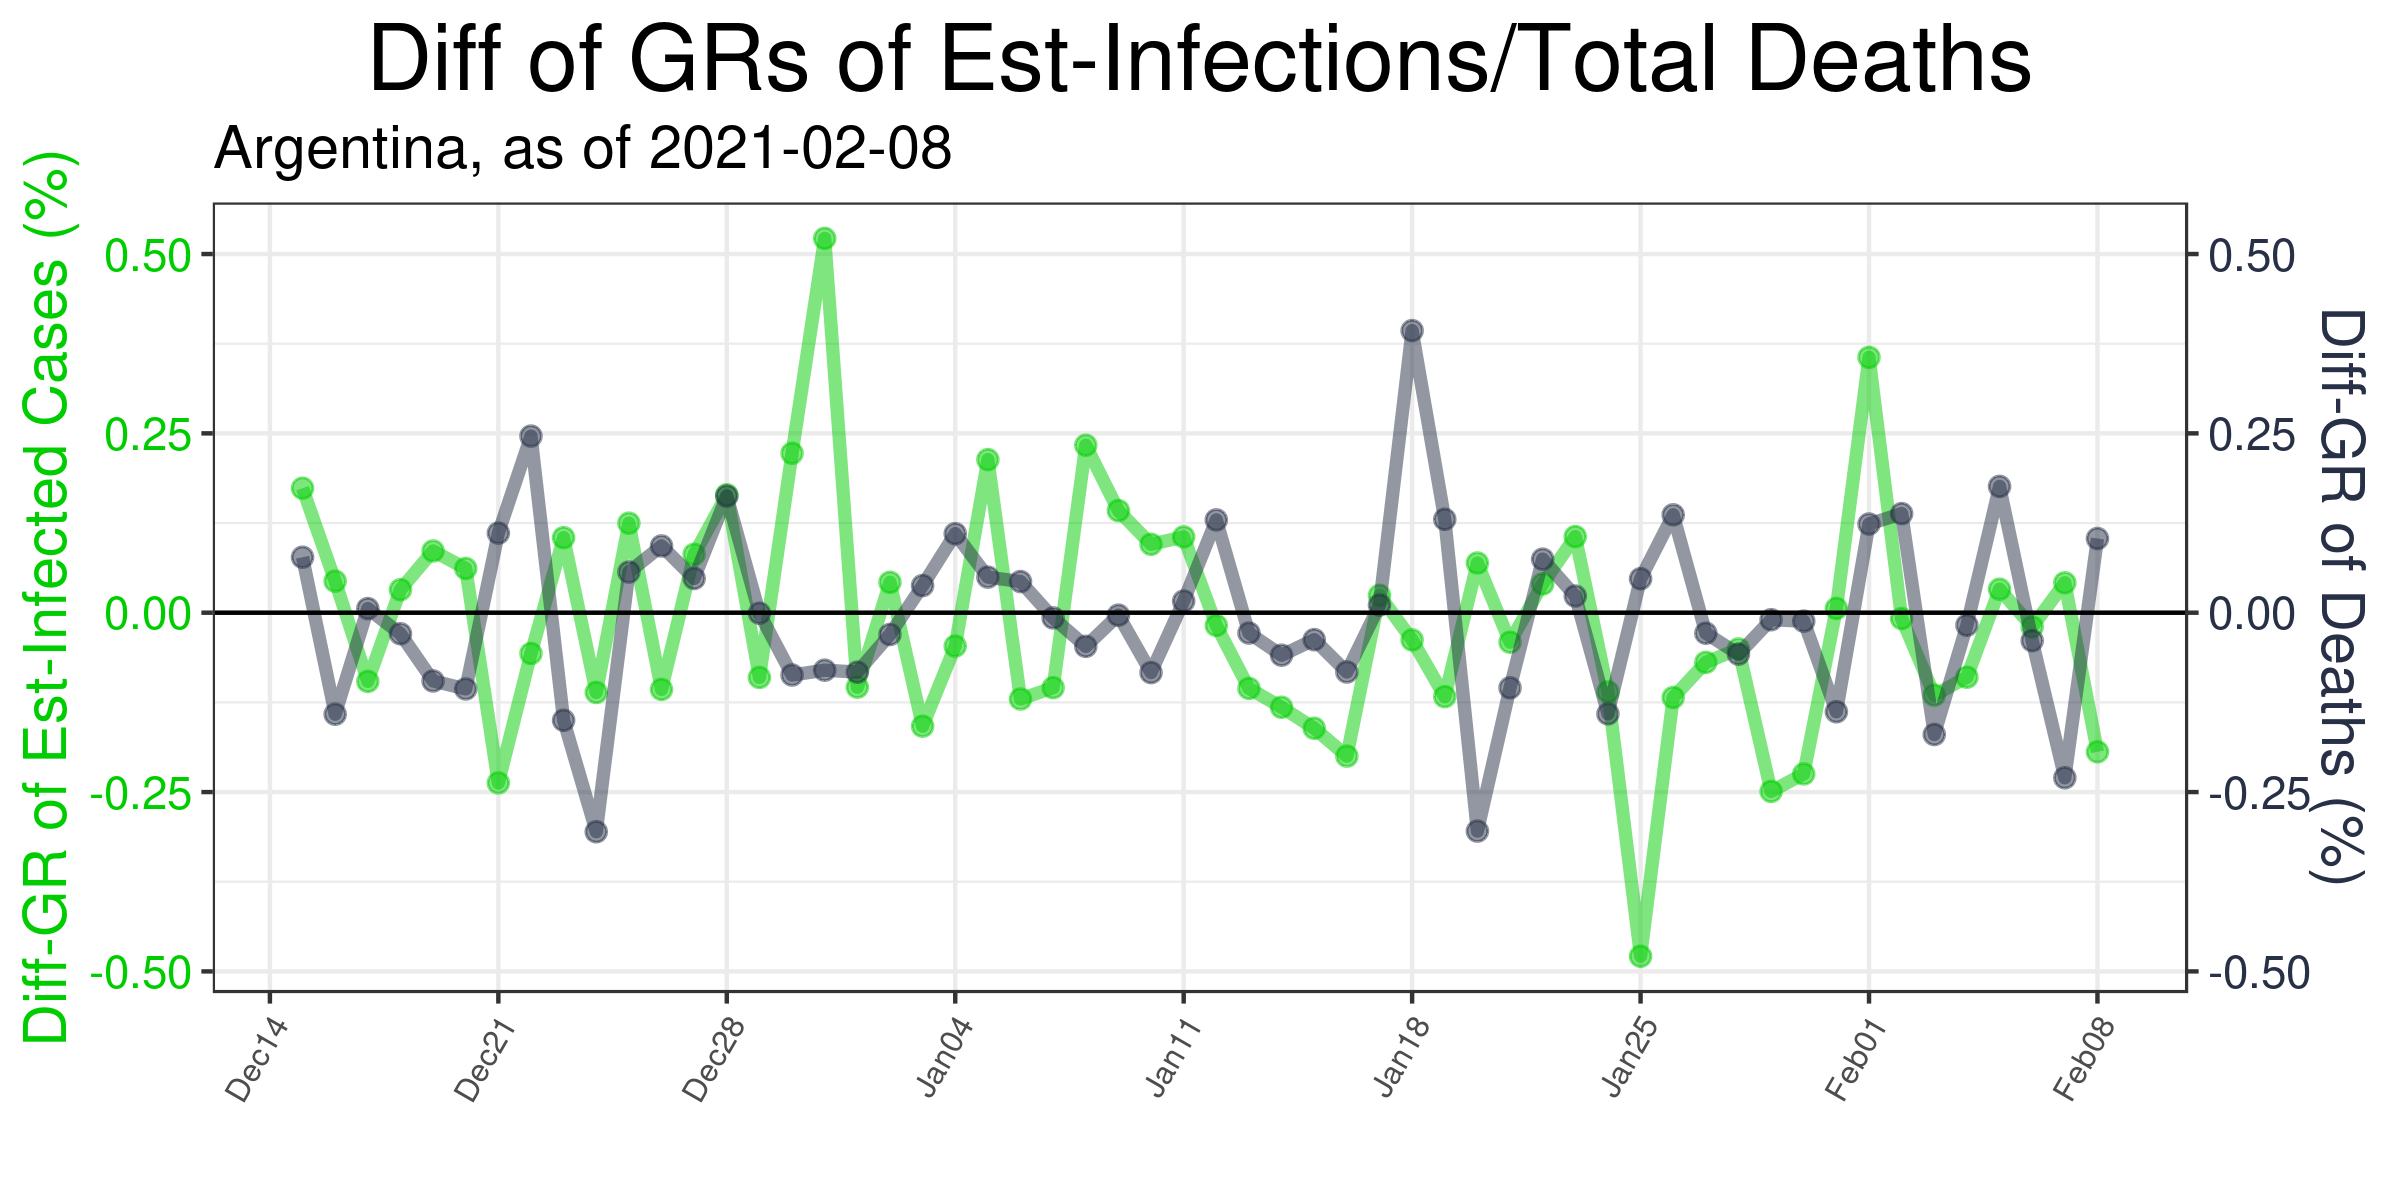 Diff of GRs of Est-Infections/Total Deaths
Argentina, as of 2021-02-08
Diff-GR of Est-Infected Cases (%)
0.50
0.25
0.00
-0.25
-0.50
0.50
0.25
0.00
-0.25
-0.50
Diff-GR of Deaths (%)
Dec14
Dec21
Dec28
Jan04
Jan11
Jan18
Jan25
Feb01
Feb08